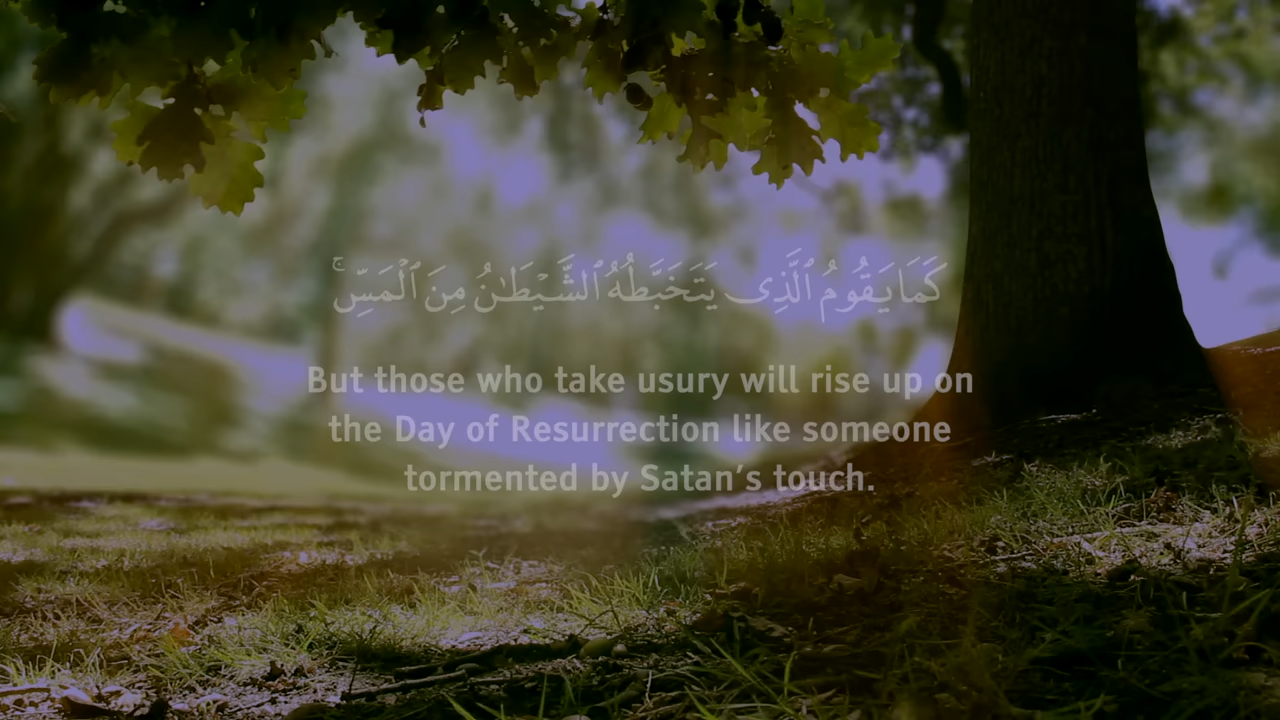 كَمَا يَقُومُ ٱلَّذِى يَتَخَبَّطُهُ ٱلشَّيْطَـٰنُ مِنَ ٱلْمَسِّ ۚ
But those who take usury will rise up on
the Day of Resurrection like someone
tormented by Satan’s touch.